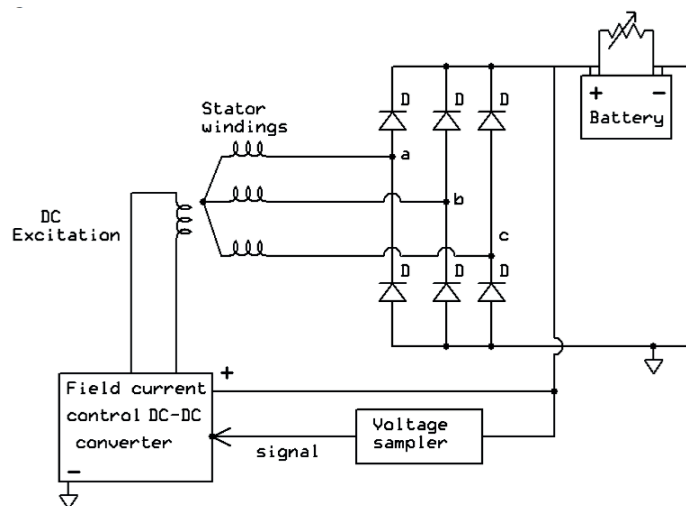 D
D
D
+
-
Battery
Stator
windings
a
b
c
DC
Excitation
D
D
D
+
Field current
control DC-DC
converter
-
signal
Voltage
sampler